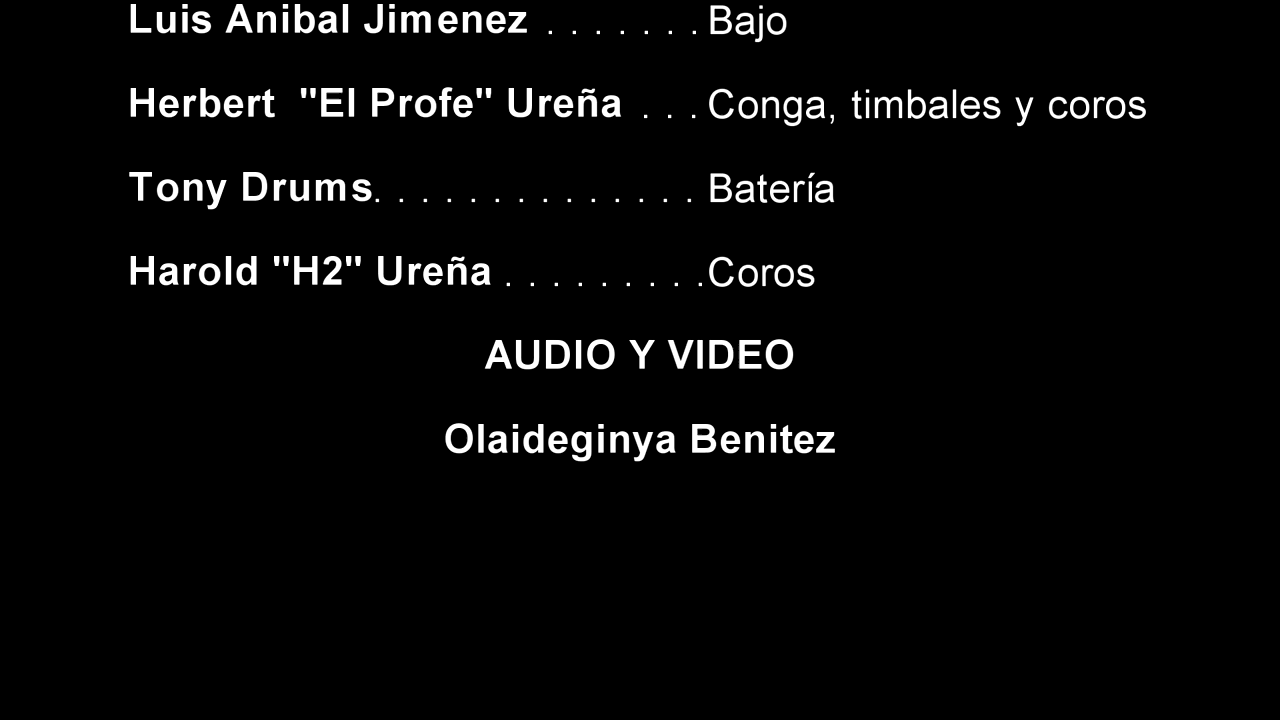 Luis Anibal Jimenez . . . . . . . Bajo
Herbert "El Profe" Ureña . . . Conga, timbales y coros
Tony Drums. . . . . . . . . . . . . . Batería
Harold "H2" Ureña . . . . . . . . .Coros
AUDIO Y VIDEO
Olaideginya Benitez